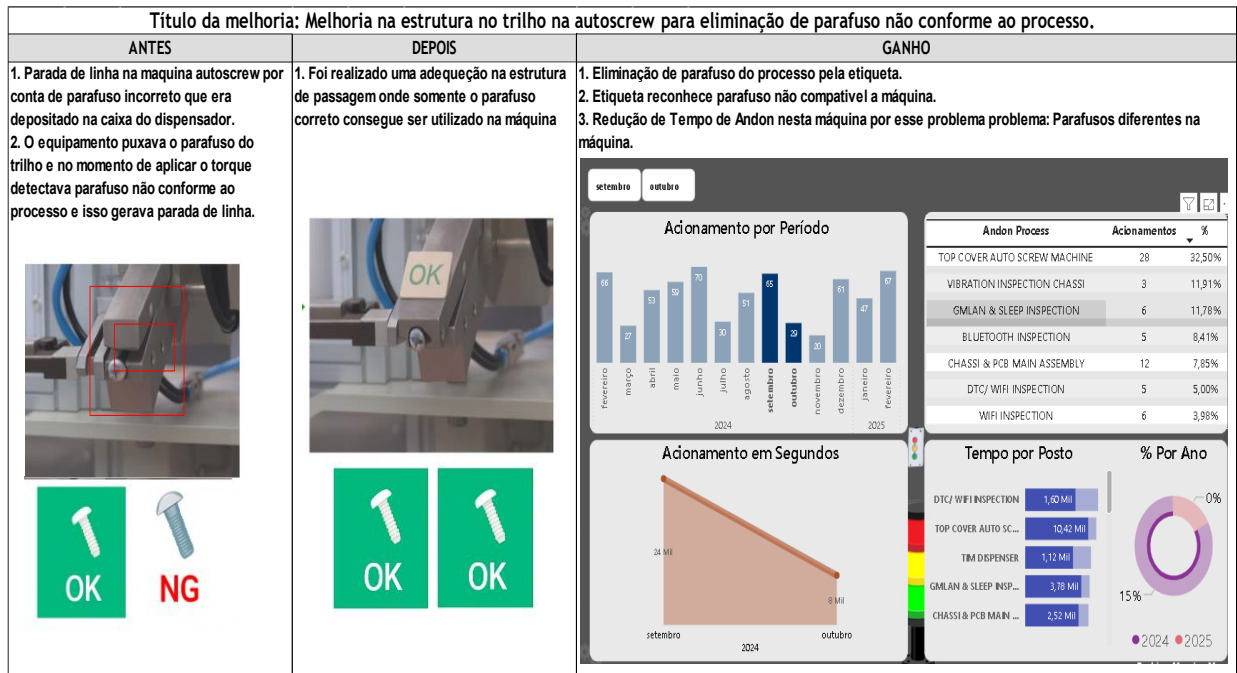 Título da melhoria: Melhoria na estrutura no trilho na autoscrew para eliminação de parafuso não conforme ao processo.
ANTES
DEPOIS
GANHO
1. Parada de linha na maquina autoscrew por
conta de parafuso incorreto que era
depositado na caixa do dispensador.
2. O equipamento puxava o parafuso do
trilho e no momento de aplicar o torque
detectava parafuso não conforme ao
processo e isso gerava parada de linha.
OK
NG
1. Foi realizado uma adequeção na estrutura
de passagem onde somente o parafuso
correto consegue ser utilizado na máquina
OK
OK
OK
1. Eliminação de parafuso do processo pela etiqueta.
2. Etiqueta reconhece parafuso não compativel a máquina.
3. Redução de Tempo de Andon nesta máquina por esse problema problema: Parafusos diferentes na
máquina.
setembro
outubro
Acionamento por Período
66
27
53
59
70
30
51
65
29
20
61
47
67
fevereiro
março
abril
maio
junho
julho
agosto
setembro
outubro
novembro
dezembro
janeiro
fevereiro
2024
2025
Andon Process Acionamentos %
TOP COVER AUTO SCREW MACHINE 28 32,50%
VIBRATION INSPECTION CHASSI 3 11,91%
GMLAN & SLEEP INSPECTION 6 11,78%
BLUETOOTH INSPECTION 5 8,41%
CHASSI & PCB MAIN ASSEMBLY 12 7,85%
DTC/ WIFI INSPECTION 5 5,00%
WIFI INSPECTION 6 3,98%
Acionamento em Segundos
24 Mil
8 Mil
setembro
outubro
2024
Tempo por Posto
DTC/ WIFI INSPECTION 1,60 Mil
TOP COVER AUTO SC... 10,42 Mil
TIM DISPENSER 1,12 Mil
GMLAN & SLEEP INSP... 3,78 Mil
CHASSI & PCB MAIN ... 2,52 Mil
% Por Ano
0%
15%
2024 2025